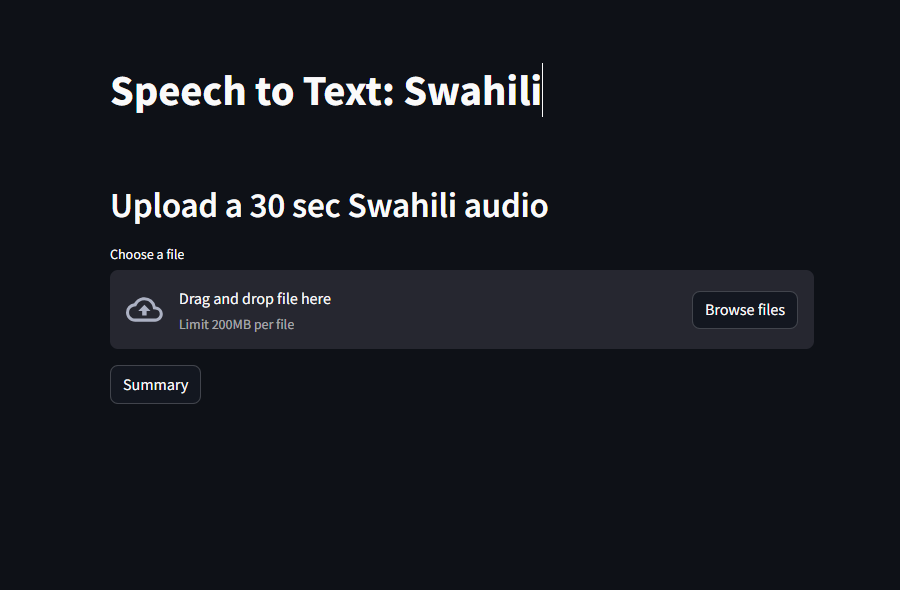 Speech to Text: Swahili
Upload a 30 sec Swahili audio
Choose a file
Drag and drop file here
Limit 200MB per file
Browse files
Summary